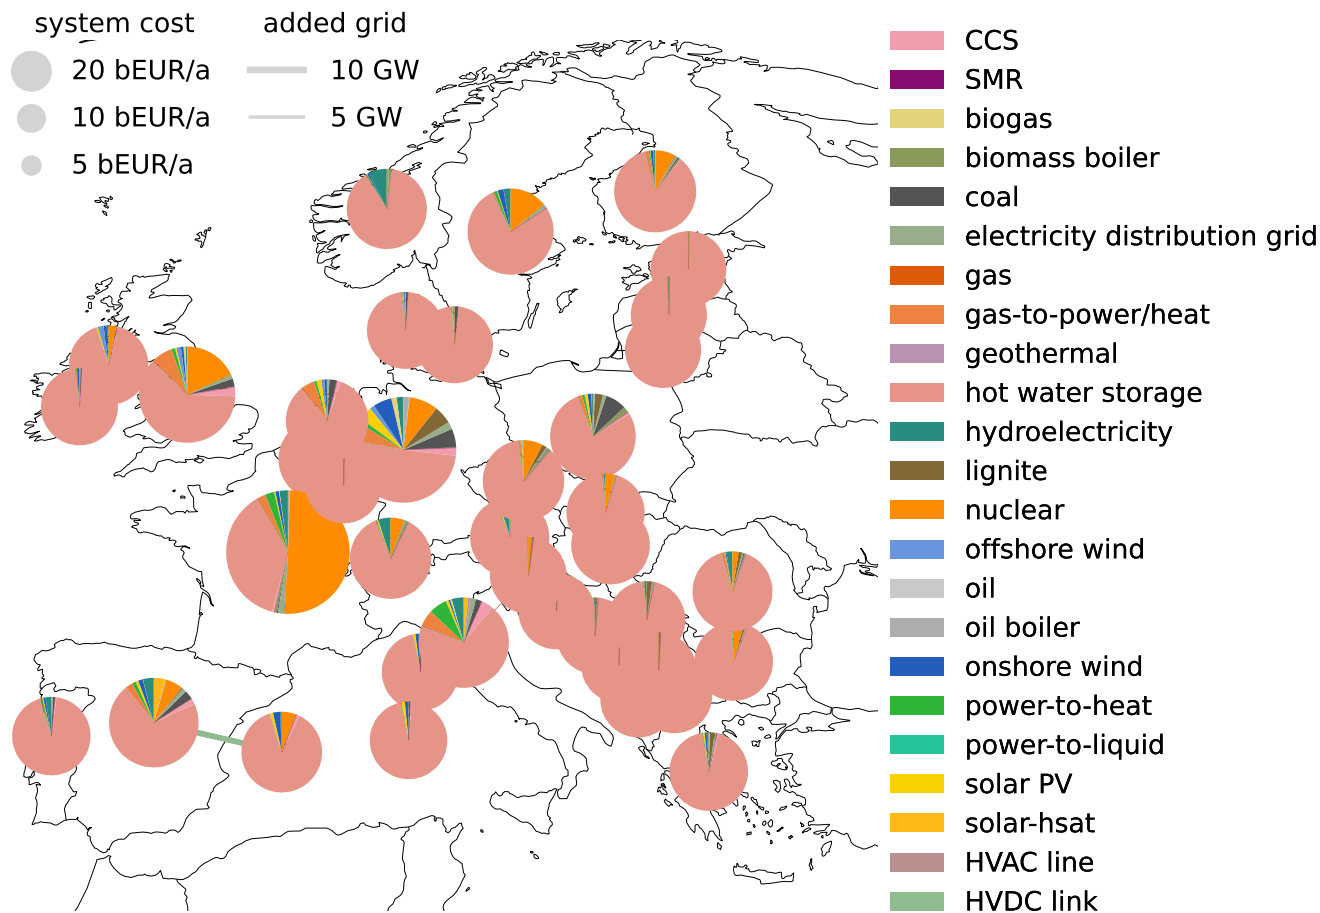 system cost
added grid
20 bEUR/a
10 GW
10 bEUR/a
5 GW
5 bEUR/a
CCS
SMR
biogas
biomass boiler
coal
electricity distribution grid
gas
gas-to-power/heat
geothermal
hot water storage
hydroelectricity
lignite
nuclear
offshore wind
oil
oil boiler
onshore wind
power-to-heat
power-to-liquid
solar PV
solar-hsat
HVAC line
HVDC link